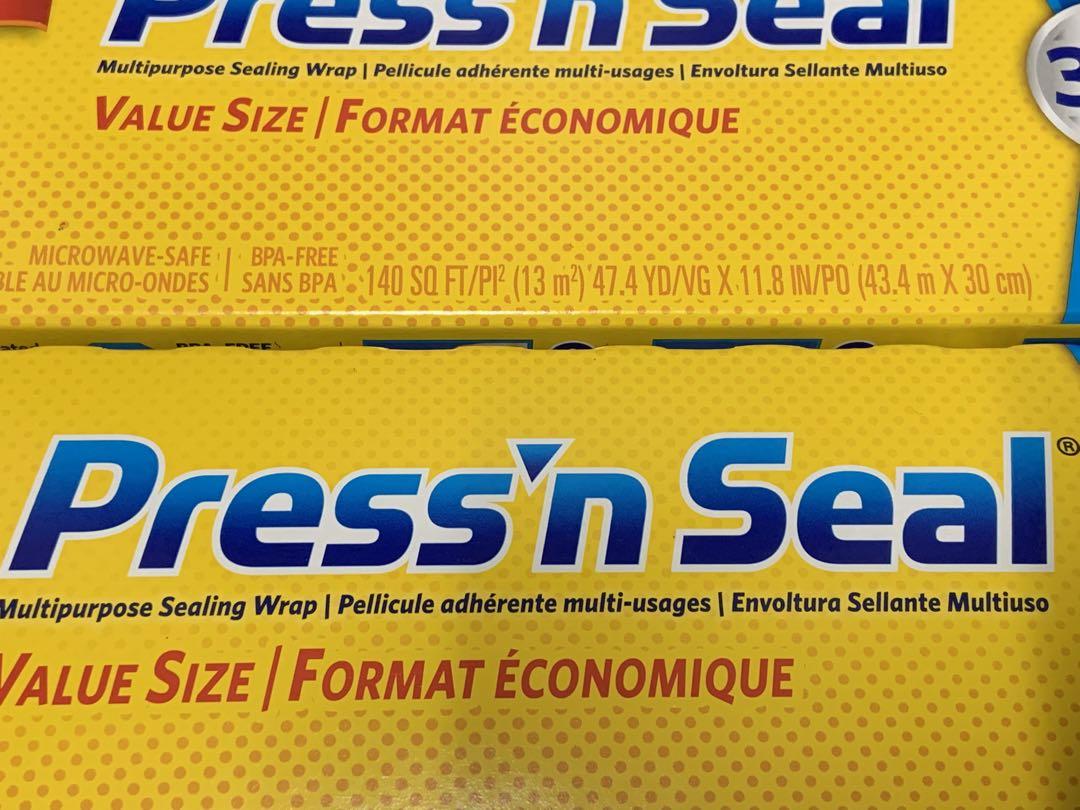 Press'n Seal
Multipurpose Sealing Wrap | Pellicule adhérente multi-usages | Envoltura Sellante Multiuso
3
VALUE SIZE / FORMAT ÉCONOMIQUE
MICROWAVE-SAFE | BPA-FREE
AU MICRO-ONDES | SANS BPA
140 SQ FT/PI² (13 m²) 47.4 YD/VG X 11.8 IN/PO (43.4 m X 30 cm)
BPA-FREE
Press'n Seal®
Multipurpose Sealing Wrap | Pellicule adhérente multi-usages | Envoltura Sellante Multiuso
VALUE SIZE / FORMAT ÉCONOMIQUE